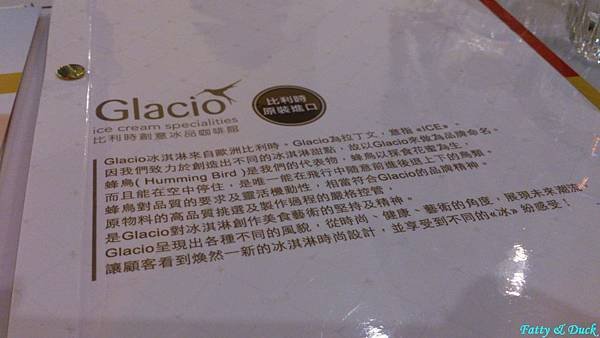 Glacio
ice cream specialities
比利時創意冰品咖啡館
比利時
原裝進口
Glacio冰淇淋來自歐洲比利時。Glacio為拉丁文，意指«ICE»。
因我們致力於創造出不同的冰淇淋甜點，故以Glacio來做為品牌命名。
蜂鳥( Humming Bird )是我們的代表物，蜂鳥以採食花蜜為生，
而且能在空中停住，是唯一能在飛行中隨意前進後退上下的鳥類。
蜂鳥對品質的要求及靈活機動性，相當符合Glacio的品牌精神。
原物料的高品質挑選及製作過程的嚴格控管，
是Glacio對冰淇淋創作美食藝術的堅持及精神。
Glacio呈現出各種不同的風貌，從時尚、健康、藝術的角度，展現未來潮流
讓顧客看到煥然一新的冰淇淋時尚設計，並享受到不同的«冰»紛感受！
Fatty & Duck